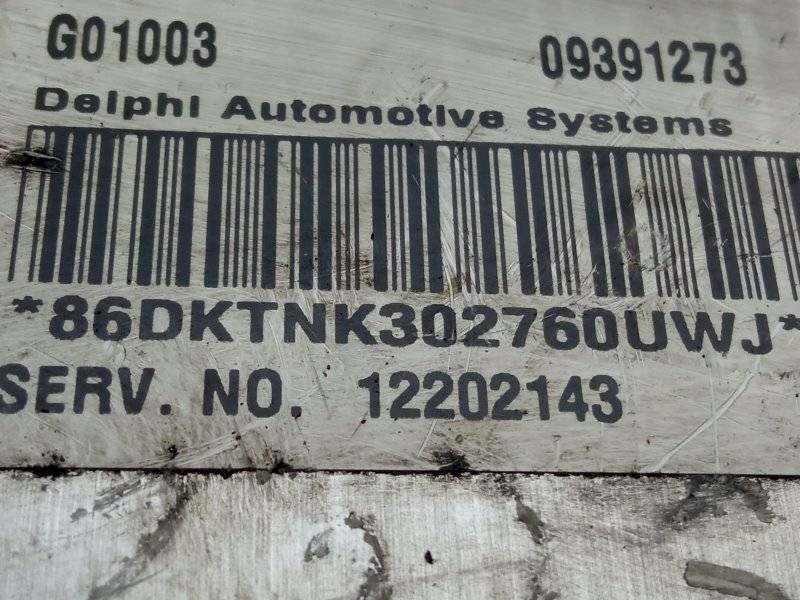 G01003 09391273
Delphi Automotive Systems
*86DKTNK302760UWJ*
SERV. NO. 12202143